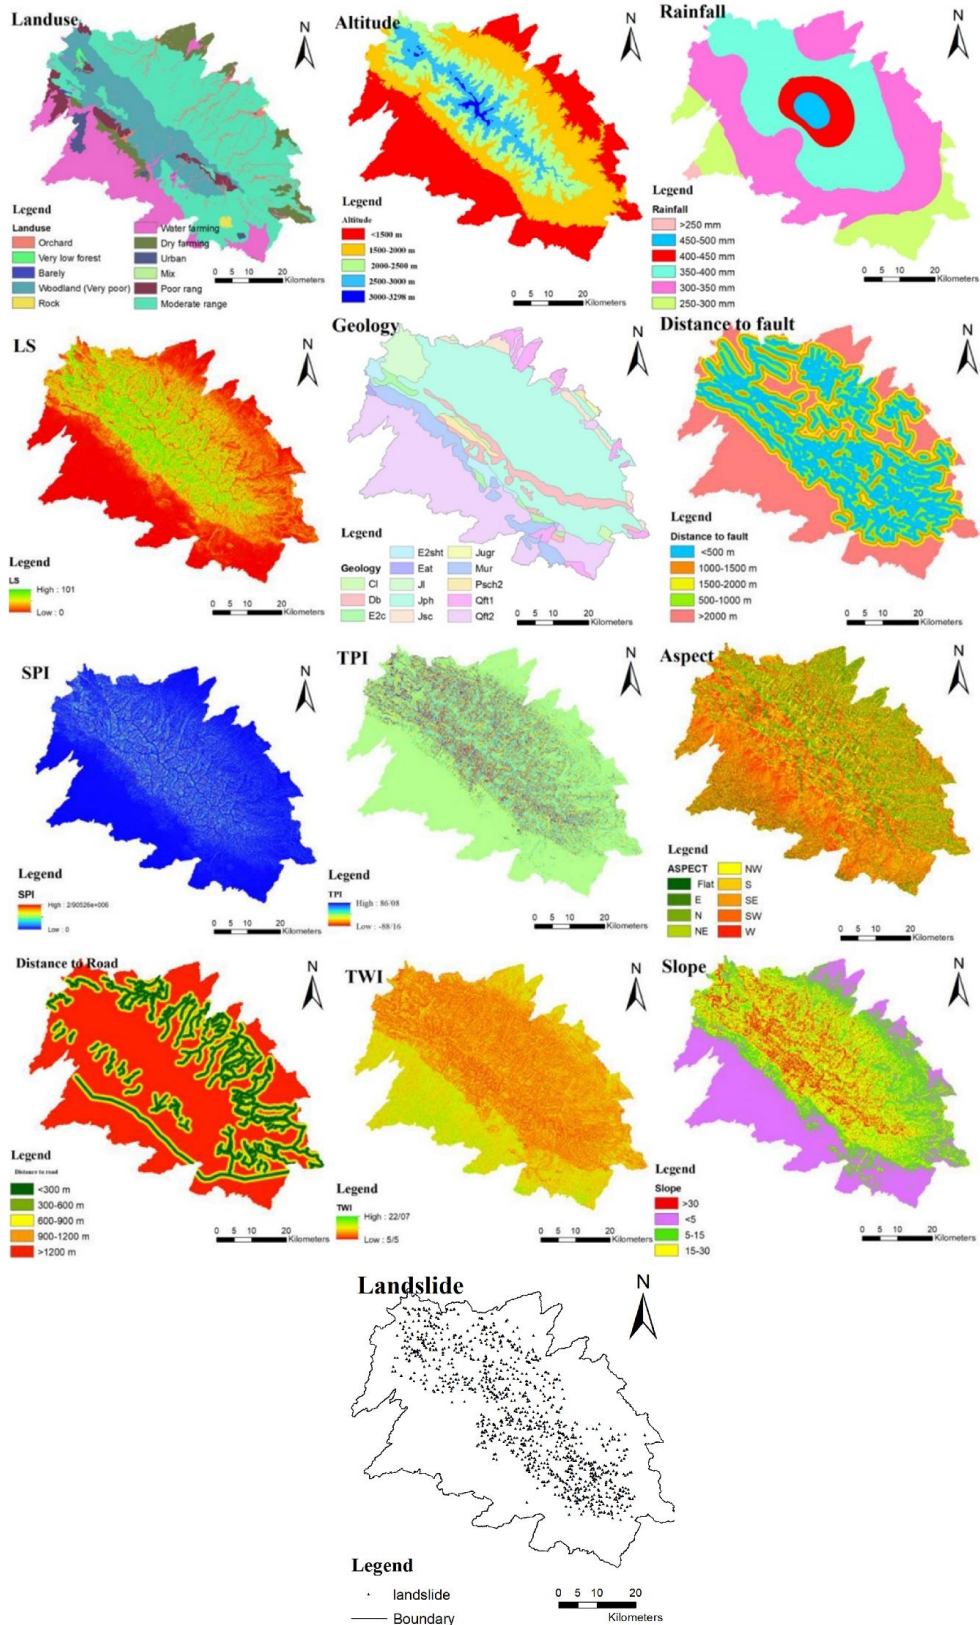 Landuse
N
Legend
Landuse
Orchard
Very low forest
Barely
Woodland (Very poor)
Rock
Water farming
Dry farming
Urban
Mix
Poor rang
Moderate range
0 5 10 20
Kilometers
Altitude
N
Legend
Altitude
<1500 m
1500-2000 m
2000-2500 m
2500-3000 m
3000-3298 m
0 5 10 20
Kilometers
Rainfall
N
Legend
Rainfall
>250 mm
450-500 mm
400-450 mm
350-400 mm
300-350 mm
250-300 mm
0 5 10 20
Kilometers
LS
N
Legend
LS
High : 101
Low : 0
0 5 10 20
Kilometers
Geology
N
Legend
Geology
Cl
Db
E2c
E2sht
Eat
Jl
Jph
Jsc
Jugr
Mur
Psch2
Qft1
Qft2
0 5 10 20
Kilometers
Distance to fault
N
Legend
Distance to fault
<500 m
1000-1500 m
1500-2000 m
500-1000 m
>2000 m
0 5 10 20
Kilometers
SPI
N
Legend
SPI
High : 2/90526e+006
Low : 0
0 5 10 20
Kilometers
TPI
N
Legend
TPI
High : 86/08
Low : -88/16
0 5 10 20
Kilometers
Aspect
N
Legend
ASPECT
Flat
E
N
NE
NW
S
SE
SW
W
0 5 10 20
Kilometers
Distance to Road
N
Legend
Distance to road
<300 m
300-600 m
600-900 m
900-1200 m
>1200 m
0 5 10 20
Kilometers
TWI
N
Legend
TWI
High : 22/07
Low : 5/5
0 5 10 20
Kilometers
Slope
N
Legend
Slope
>30
<5
5-15
15-30
0 5 10 20
Kilometers
Landslide
N
Legend
landslide
Boundary
0 5 10 20
Kilometers